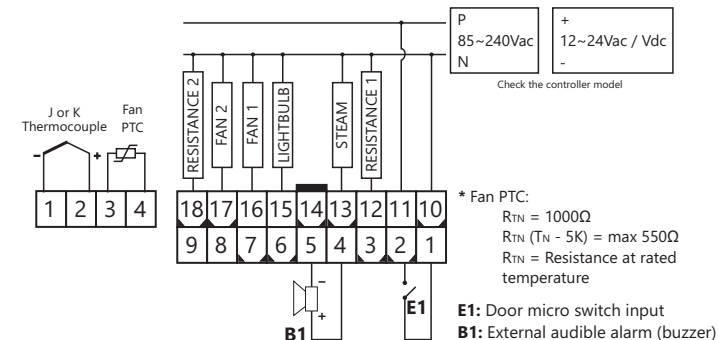 P
85~240Vac
N
+
12~24Vac / Vdc
-
Check the controller model
J or K
Thermocouple
Fan
PTC
- +
RESISTANCE 2
FAN 2
FAN 1
LIGHTBULB
STEAM
RESISTANCE 1
1 2 3 4
18 17 16 15 14 13 12 11 10
9 8 7 6 5 4 3 2 1
* Fan PTC:
RTN = 1000Ω
RTN (TN - 5K) = max 550Ω
RTN = Resistance at rated
temperature
-
+
B1
E1
E1: Door micro switch input
B1: External audible alarm (buzzer)